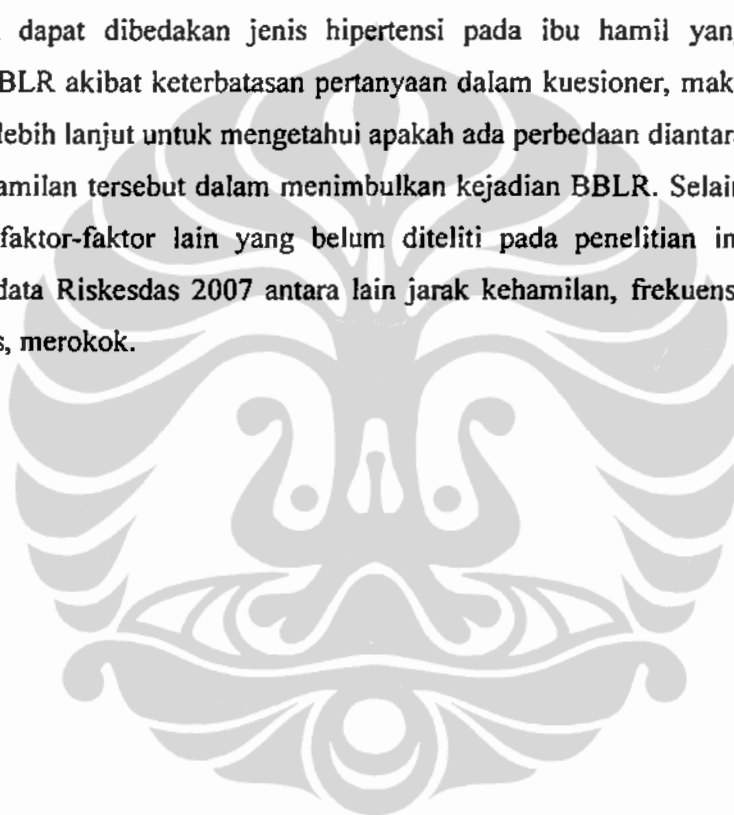 dapat dibedakan jenis hipertensi pada ibu hamil yan
BLR akibat keterbatasan pertanyaan dalam kuesioner, mak
lebih lanjut untuk mengetahui apakah ada perbedaan diantar
amilan tersebut dalam menimbulkan kejadian BBLR. Selai
faktor-faktor lain yang belum diteliti pada penelitian in
data Riskesdas 2007 antara lain jarak kehamilan, frekuens
s, merokok.